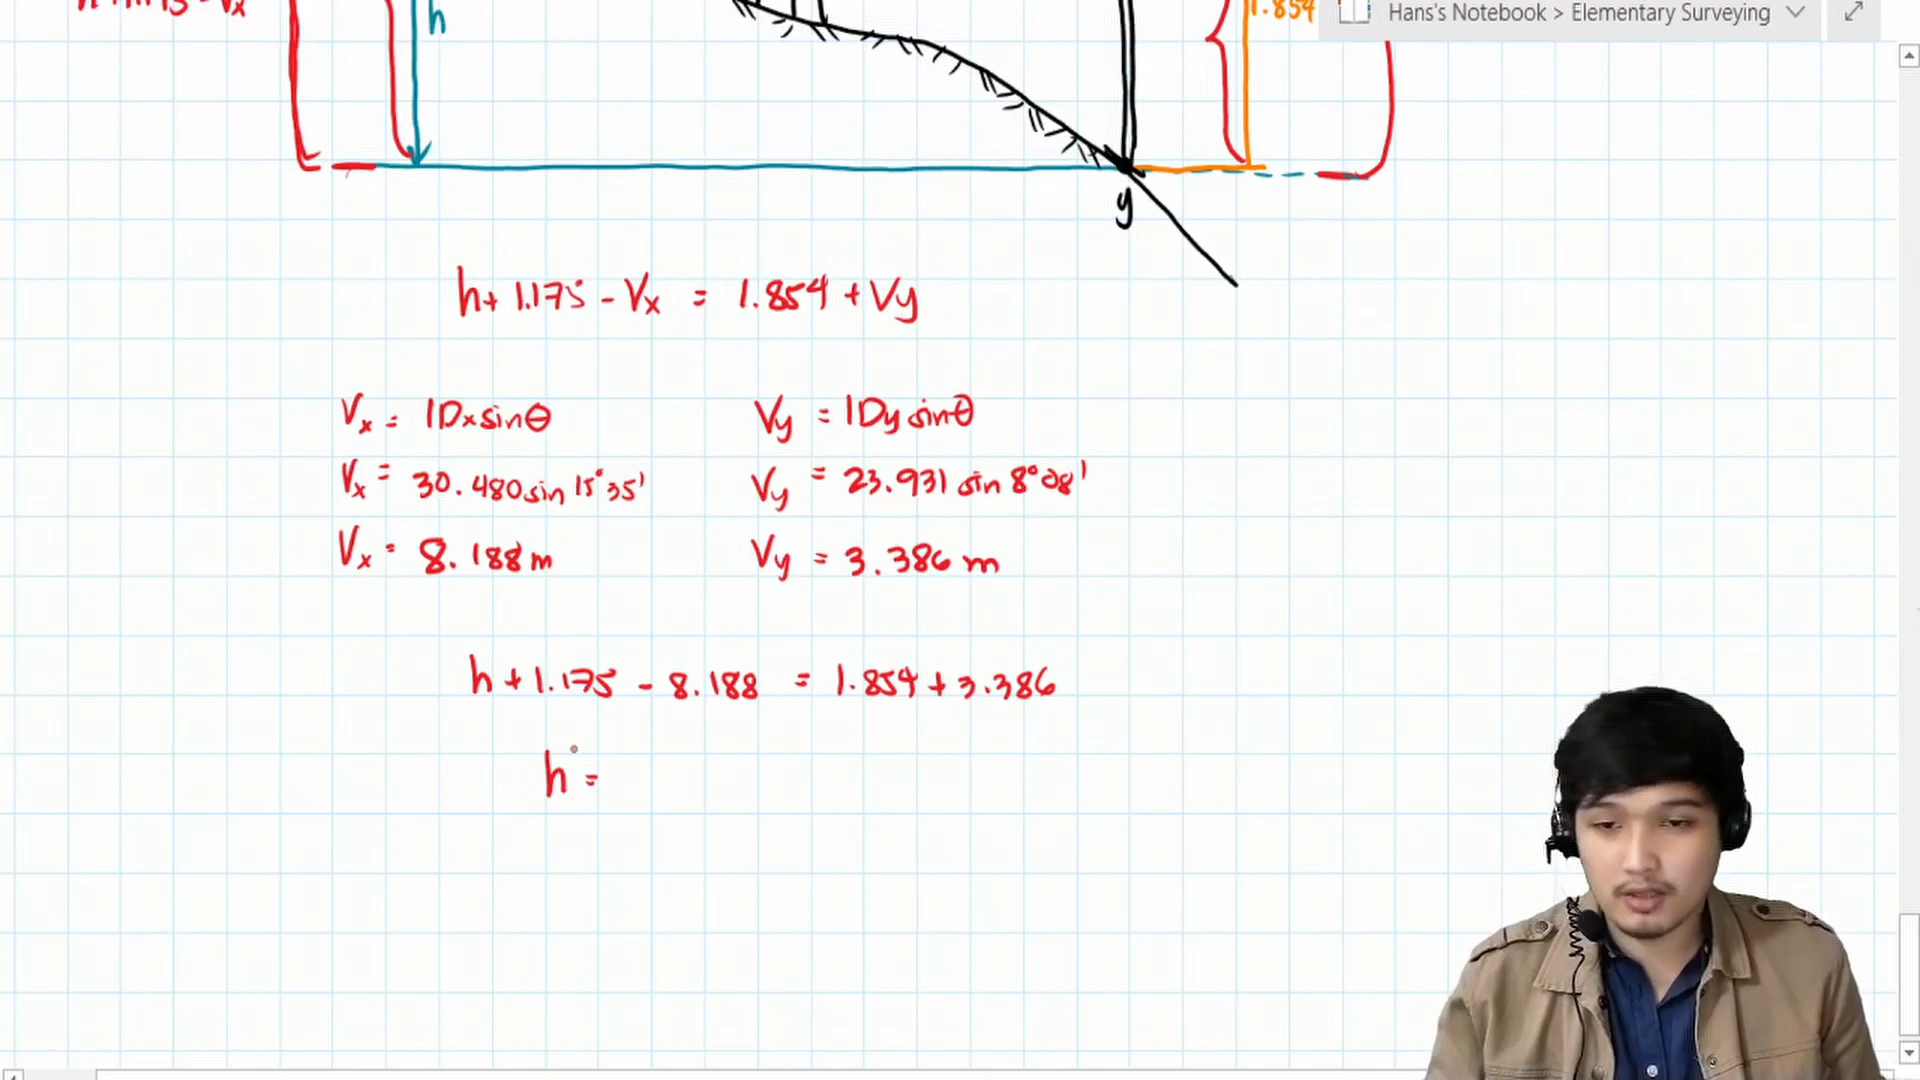 Hans's Notebook > Elementary Surveying
h
1.854
y
h + 1.175 - Vx = 1.854 + Vy
Vx = IDx sin θ
Vy = IDy sin θ
Vx = 30.480 sin 15°35'
Vy = 23.931 sin 8°08'
Vx = 8.188 m
Vy = 3.386 m
h + 1.175 - 8.188 = 1.854 + 3.386
h =